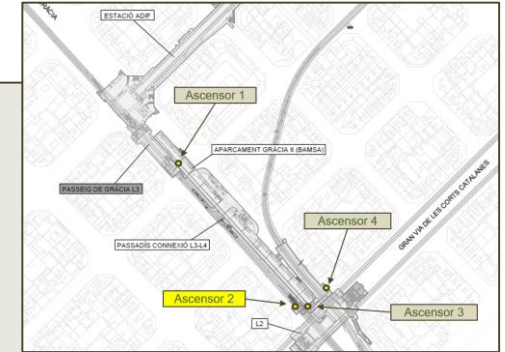 GRÀCIA
ESTACIÓ ADIF
Ascensor 1
APARCAMENT GRÀCIA II (BAMSA)
PASSEIG DE GRÀCIA L3
Ascensor 4
GRAN VIA DE LES CORTS CATALANES
PASSADÍS CONNEXIÓ L3-L4
Ascensor 2
Ascensor 3
L2